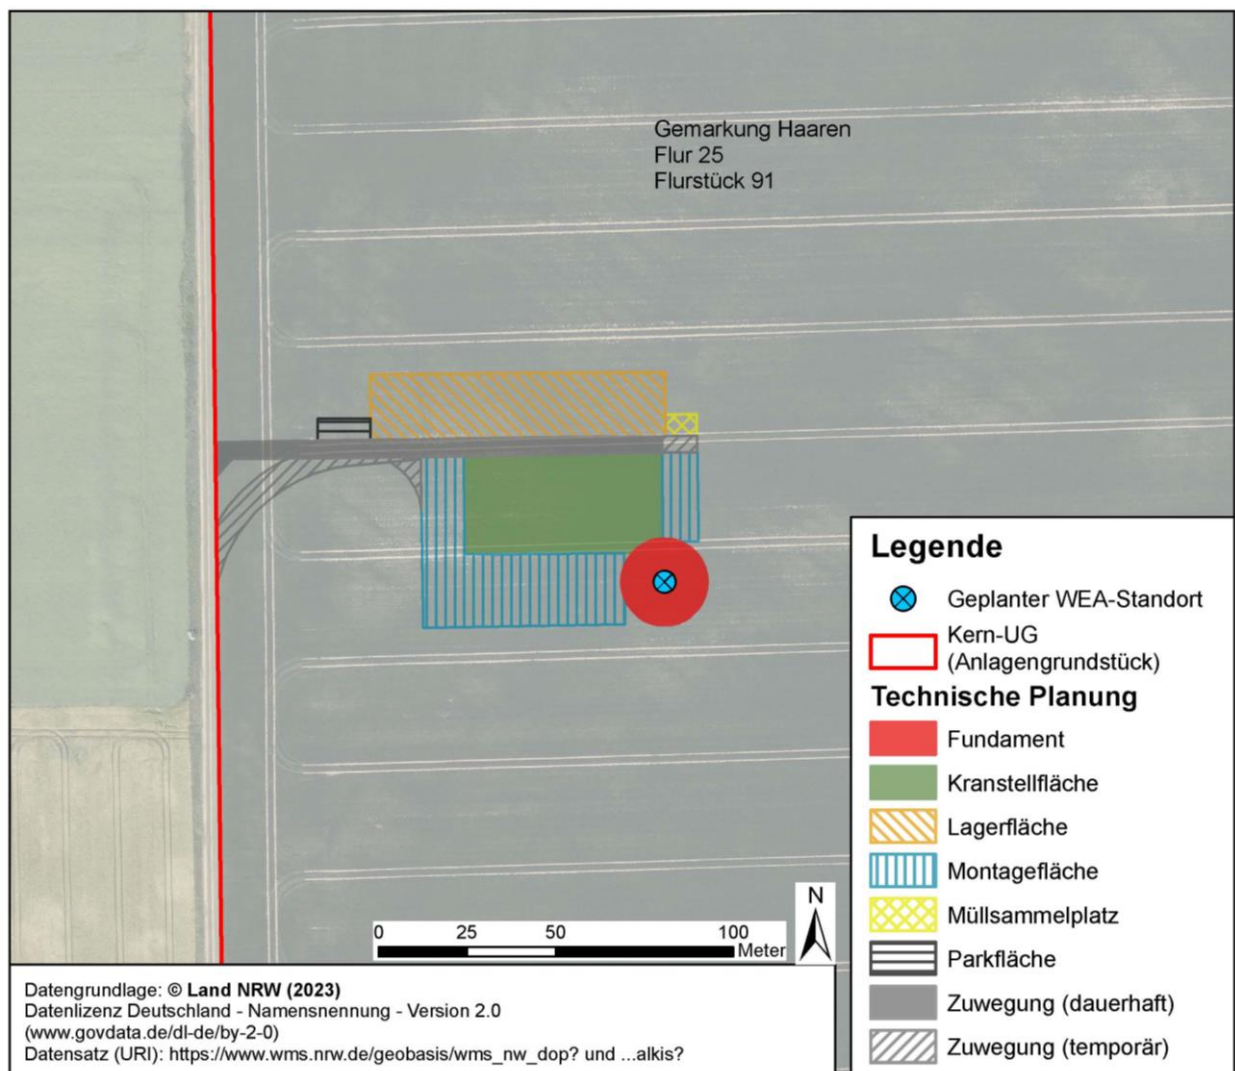 Gemarkung Haaren
Flur 25
Flurstück 91
Legende
Geplanter WEA-Standort
Kern-UG
(Anlagengrundstück)
Technische Planung
Fundament
Kranstellfläche
Lagerfläche
Montagefläche
Müllsammelplatz
Parkfläche
Zuwegung (dauerhaft)
Zuwegung (temporär)
N
0 25 50 100
Meter
Datengrundlage: © Land NRW (2023)
Datenlizenz Deutschland - Namensnennung - Version 2.0
(www.govdata.de/dl-de/by-2-0)
Datensatz (URI): https://www.wms.nrw.de/geobasis/wms_nw_dop? und ...alkis?